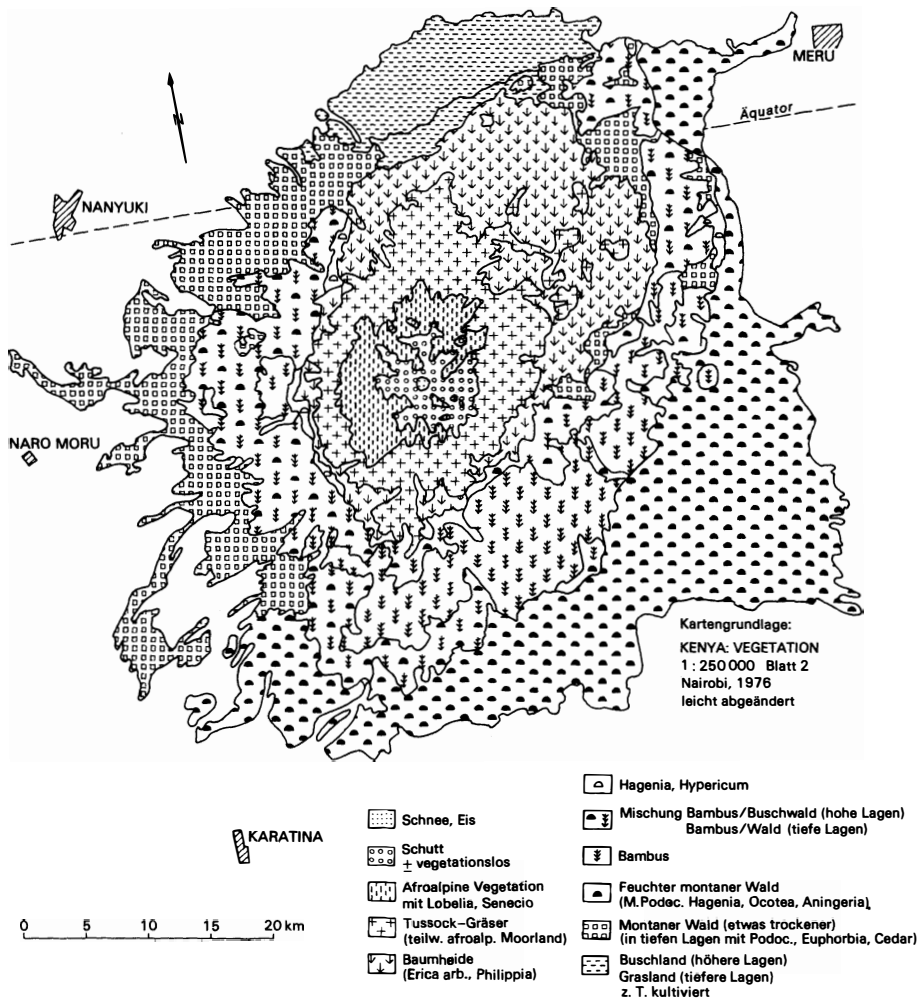 MERU
Äquator
N
NANYUKI
NARO MORU
Kartengrundlage:
KENYA: VEGETATION
1 : 250 000 Blatt 2
Nairobi, 1976
leicht abgeändert
KARATINA
0 5 10 15 20 km
Schnee, Eis
Schutt
± vegetationslos
Afroalpine Vegetation
mit Lobelia, Senecio
Tussock-Gräser
(teilw. afroalp. Moorland)
Baumheide
(Erica arb., Philippia)
Hagenia, Hypericum
Mischung Bambus/Buschwald (hohe Lagen)
Bambus/Wald (tiefe Lagen)
Bambus
Feuchter montaner Wald
(M.Podoc. Hagenia, Ocotea, Aningeria)
Montaner Wald (etwas trockener)
(in tiefen Lagen mit Podoc., Euphorbia, Cedar)
Buschland (höhere Lagen)
Grasland (tiefere Lagen)
z. T. kultiviert